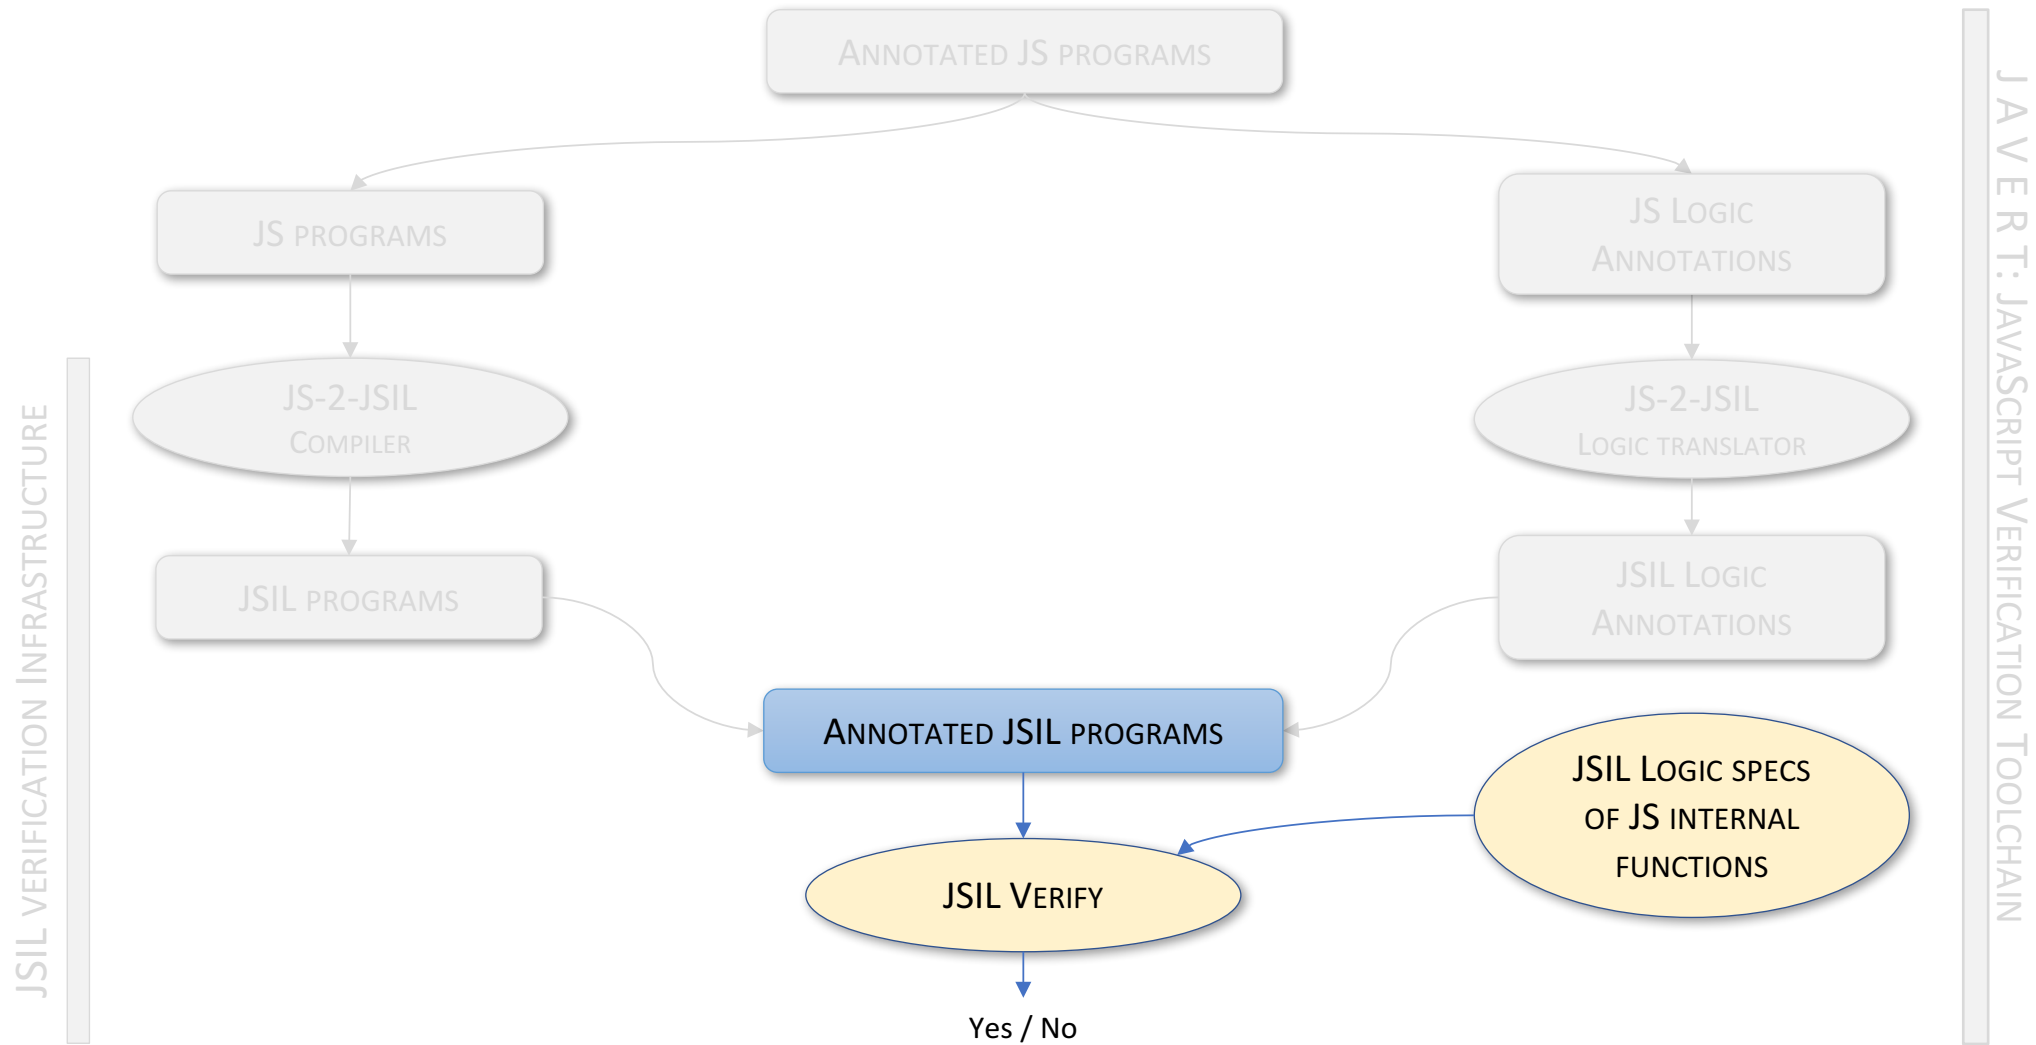 ANNOTATED JS PROGRAMS
JS PROGRAMS
JS LOGIC
ANNOTATIONS
JS-2-JSIL
COMPILER
JS-2-JSIL
LOGIC TRANSLATOR
JSIL PROGRAMS
JSIL LOGIC
ANNOTATIONS
ANNOTATED JSIL PROGRAMS
JSIL LOGIC SPECS
OF JS INTERNAL
FUNCTIONS
JSIL VERIFY
Yes / No
JSIL VERIFICATION INFRASTRUCTURE
J A V E R T : JAVASCRIPT VERIFICATION TOOLCHAIN